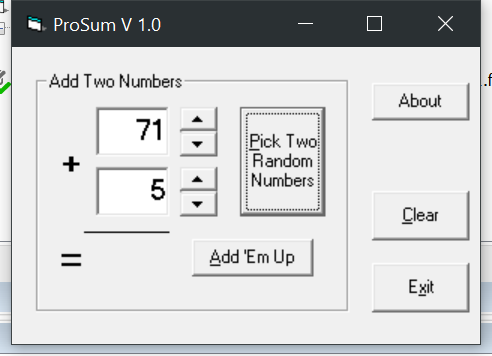 ProSum V 1.0
Add Two Numbers
71
+
5
=
Pick Two
Random
Numbers
Add 'Em Up
About
Clear
Exit